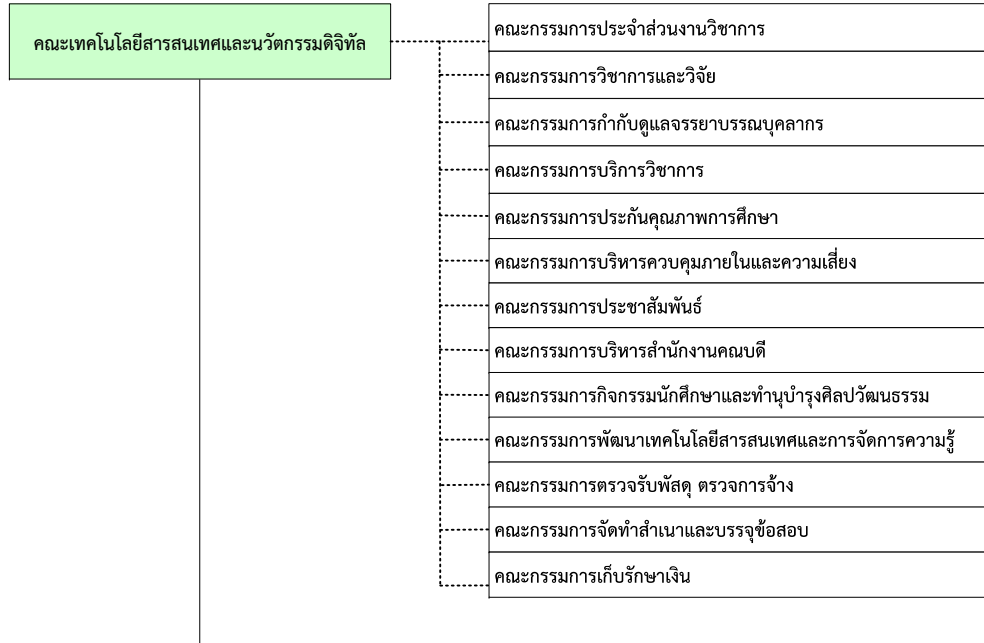 คณะเทคโนโลยีสารสนเทศและนวัตกรรมดิจิทัล
คณะกรรมการประจำส่วนงานวิชาการ
คณะกรรมการวิชาการและวิจัย
คณะกรรมการกำกับดูแลจรรยาบรรณบุคลากร
คณะกรรมการบริการวิชาการ
คณะกรรมการประกันคุณภาพการศึกษา
คณะกรรมการบริหารควบคุมภายในและความเสี่ยง
คณะกรรมการประชาสัมพันธ์
คณะกรรมการบริหารสำนักงานคณบดี
คณะกรรมการกิจกรรมนักศึกษาและทำนุบำรุงศิลปวัฒนธรรม
คณะกรรมการพัฒนาเทคโนโลยีสารสนเทศและการจัดการความรู้
คณะกรรมการตรวจรับพัสดุ ตรวจการจ้าง
คณะกรรมการจัดทำสำเนาและบรรจุข้อสอบ
คณะกรรมการเก็บรักษาเงิน